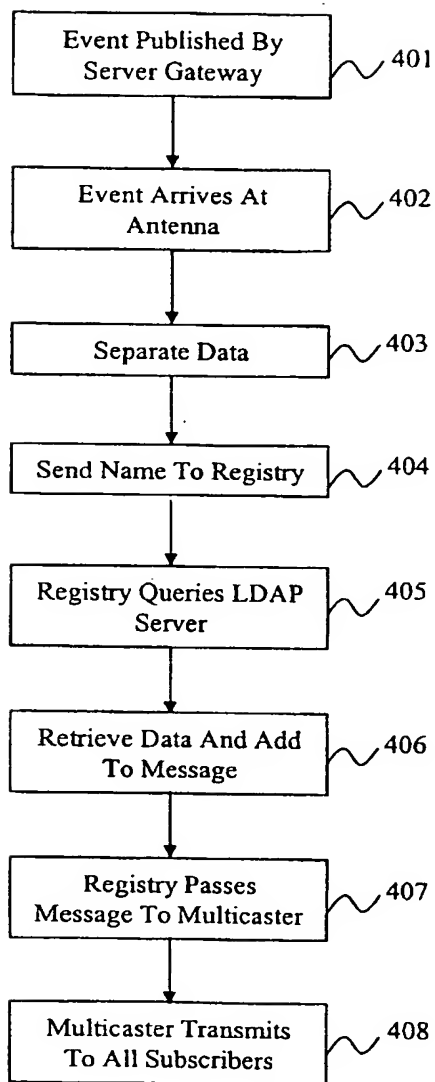 Event Published By
Server Gateway
401
Event Arrives At
Antenna
402
Separate Data
403
Send Name To Registry
404
Registry Queries LDAP
Server
405
Retrieve Data And Add
To Message
406
Registry Passes
Message To Multicaster
407
Multicaster Transmits
To All Subscribers
408